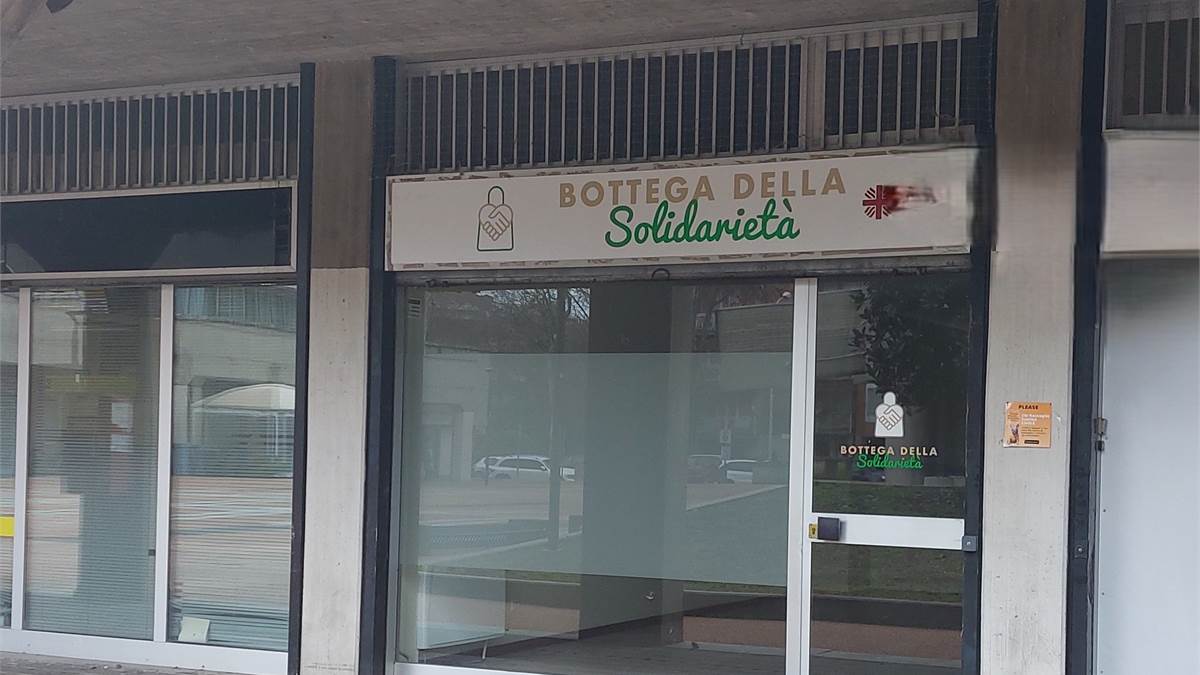 BOTTEGA DELLA
Solidarietà
BOTTEGA DELLA
Solidarietà
PLEASE